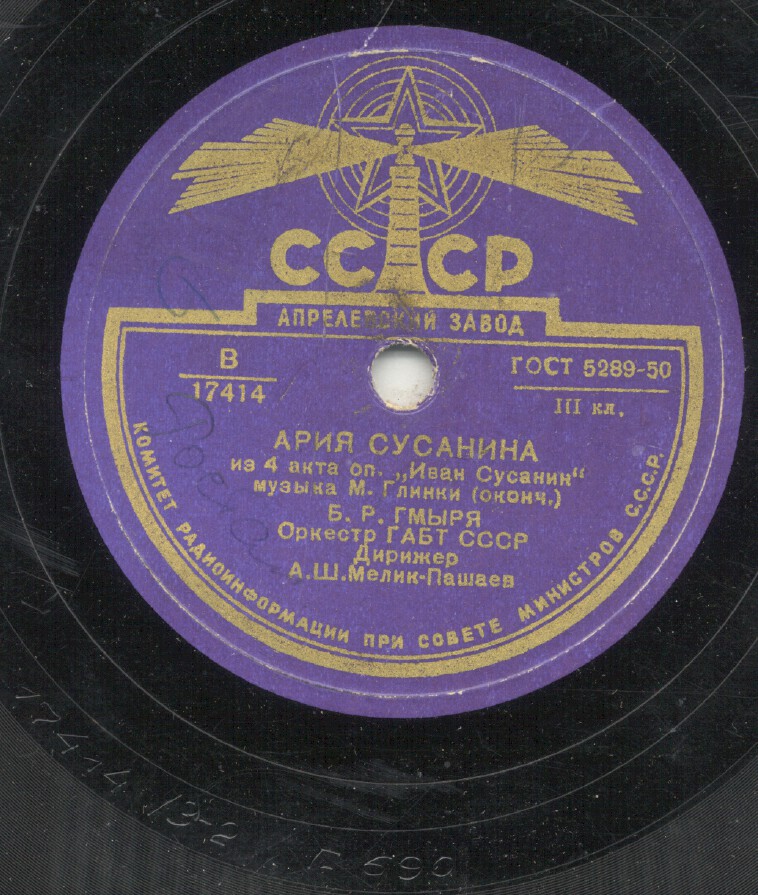 СССР
АПРЕЛЕВСКИЙ ЗАВОД
В
17414
ГОСТ 5289-50
III кл.
АРИЯ СУСАНИНА
из 4 акта оп. „Иван Сусанин“
музыка М. Глинки (оконч.)
Б. Р. ГМЫРЯ
Оркестр ГАБТ СССР
Дирижер
А.Ш.Мелик-Пашаев
КОМИТЕТ РАДИОИНФОРМАЦИИ ПРИ СОВЕТЕ МИНИСТРОВ С.С.С.Р.
17414